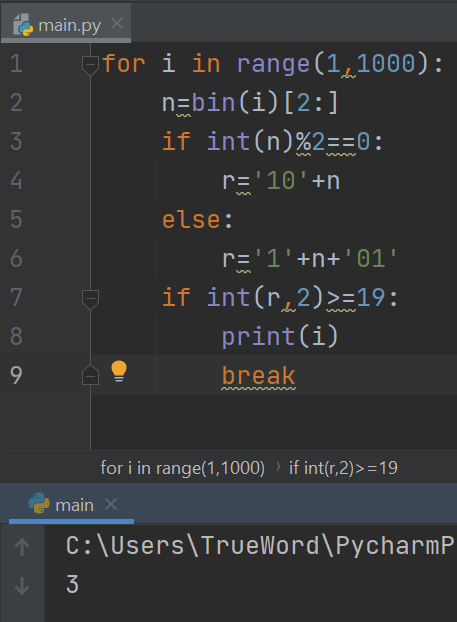 main.py
1 for i in range(1,1000):
2     n=bin(i)[2:]
3     if int(n)%2==0:
4         r='10'+n
5     else:
6         r='1'+n+'01'
7     if int(r,2)>=19:
8         print(i)
9         break
for i in range(1,1000) › if int(r,2)>=19
main
C:\Users\TrueWord\PycharmP
3